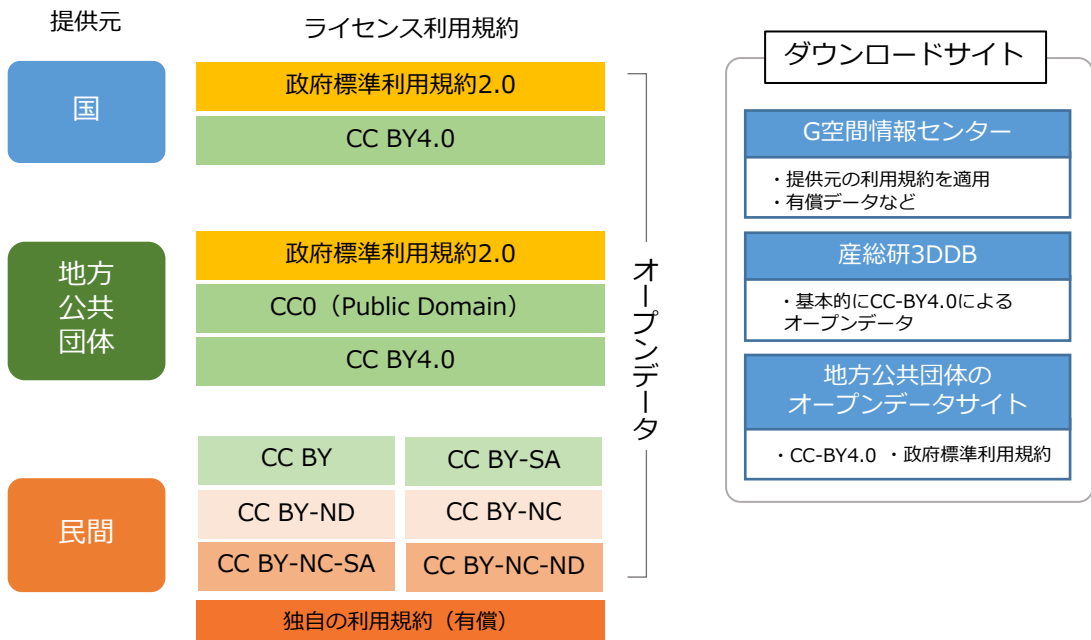 提供元
ライセンス利用規約
国
政府標準利用規約2.0
CC BY4.0
地方
公共
団体
政府標準利用規約2.0
CC0（Public Domain）
CC BY4.0
民間
CC BY
CC BY-SA
CC BY-ND
CC BY-NC
CC BY-NC-SA
CC BY-NC-ND
独自の利用規約（有償）
オープンデータ
ダウンロードサイト
G空間情報センター
・提供元の利用規約を適用
・有償データなど
産総研3DDB
・基本的にCC-BY4.0による
オープンデータ
地方公共団体の
オープンデータサイト
・CC-BY4.0 ・政府標準利用規約